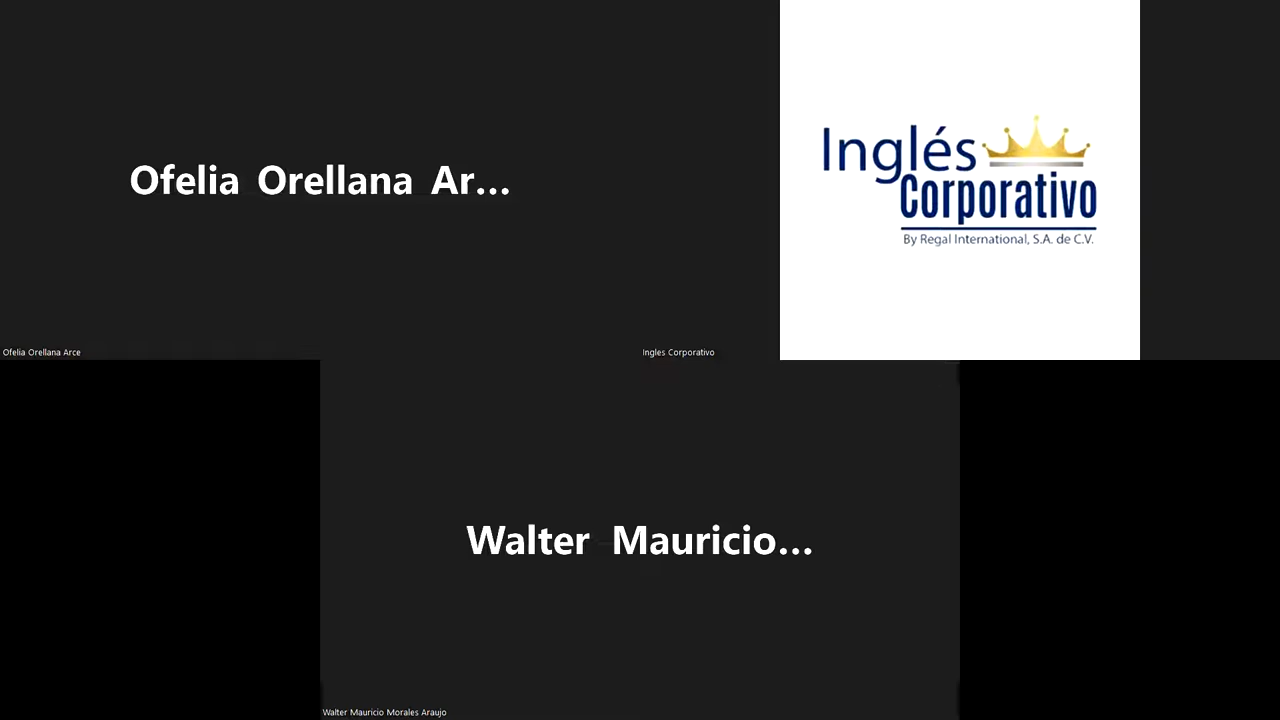 Ofelia Orellana Ar...
Inglés
Corporativo
By Regal International, S.A. de C.V.
Ofelia Orellana Arce
Ingles Corporativo
Walter Mauricio...
Walter Mauricio Morales Araujo